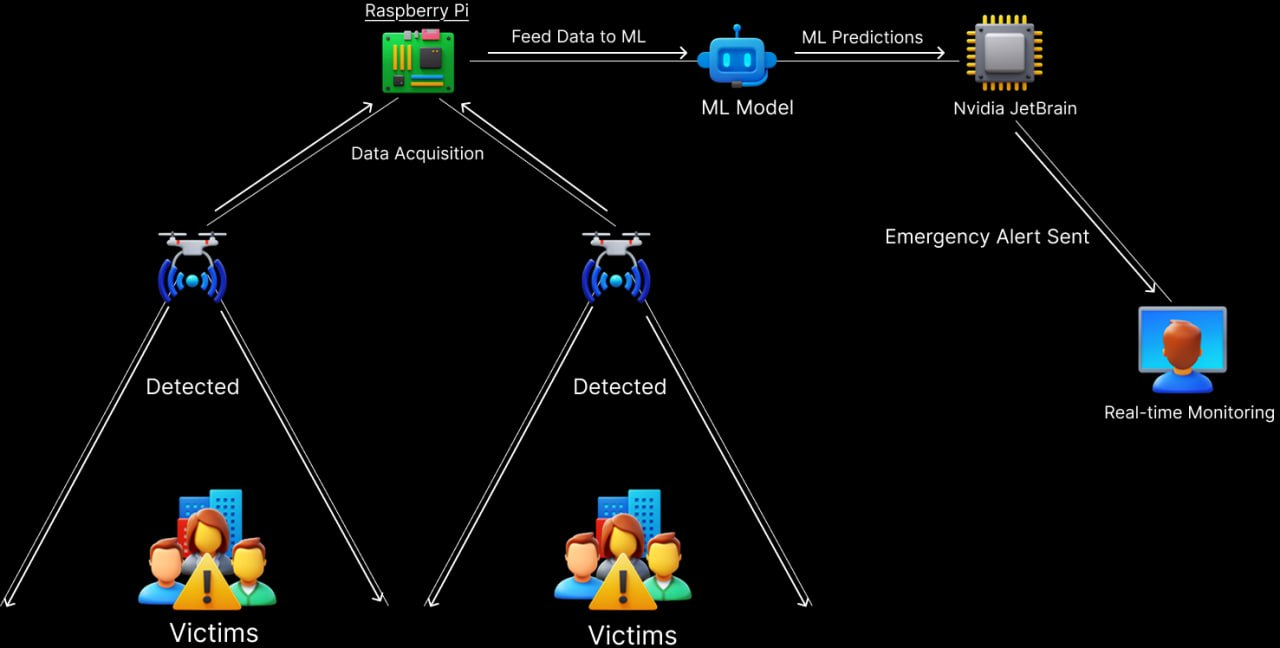 Raspberry Pi
Feed Data to ML
ML Predictions
ML Model
Nvidia JetBrain
Data Acquisition
Emergency Alert Sent
Detected
Detected
Real-time Monitoring
Victims
Victims